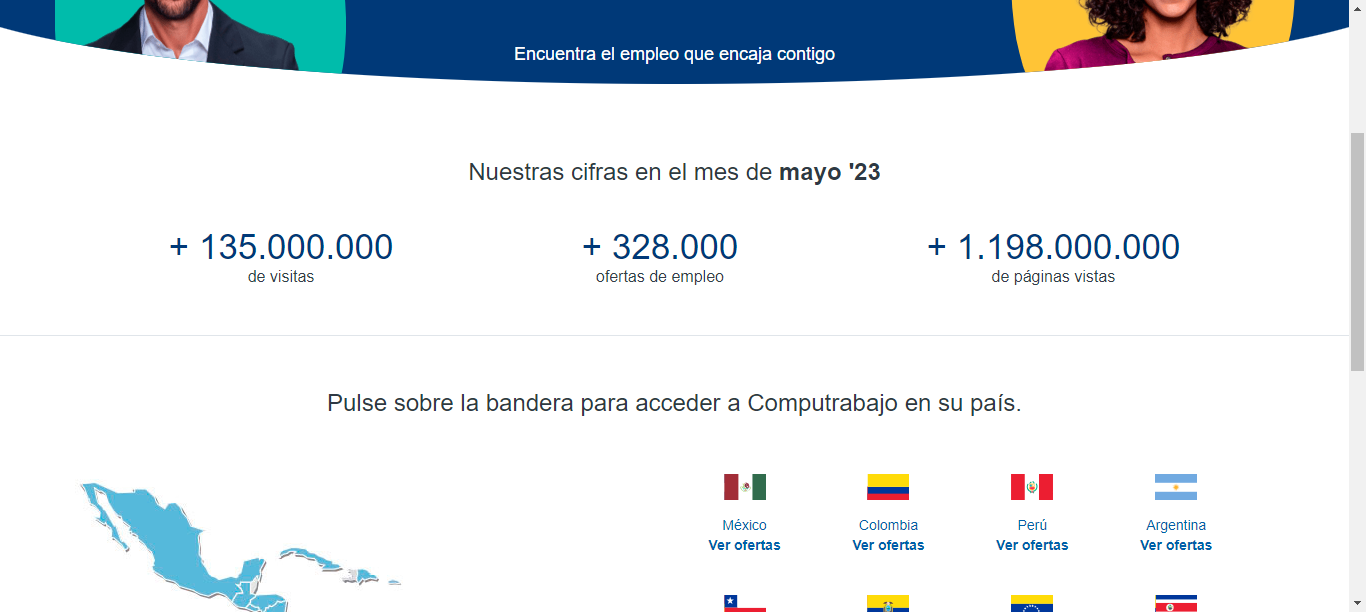 Encuentra el empleo que encaja contigo
Nuestras cifras en el mes de mayo '23
+ 135.000.000
de visitas
+ 328.000
ofertas de empleo
+ 1.198.000.000
de páginas vistas
Pulse sobre la bandera para acceder a Computrabajo en su país.
México
Ver ofertas
Colombia
Ver ofertas
Perú
Ver ofertas
Argentina
Ver ofertas